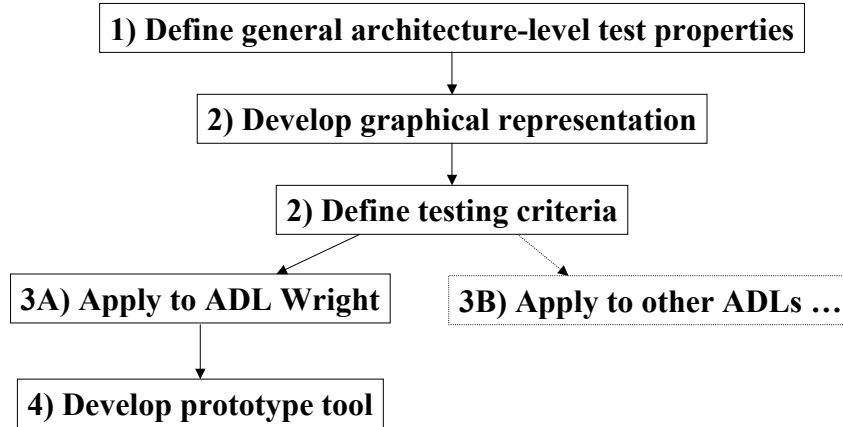 1) Define general architecture-level test properties
2) Develop graphical representation
2) Define testing criteria
3A) Apply to ADL Wright
3B) Apply to other ADLs …
4) Develop prototype tool